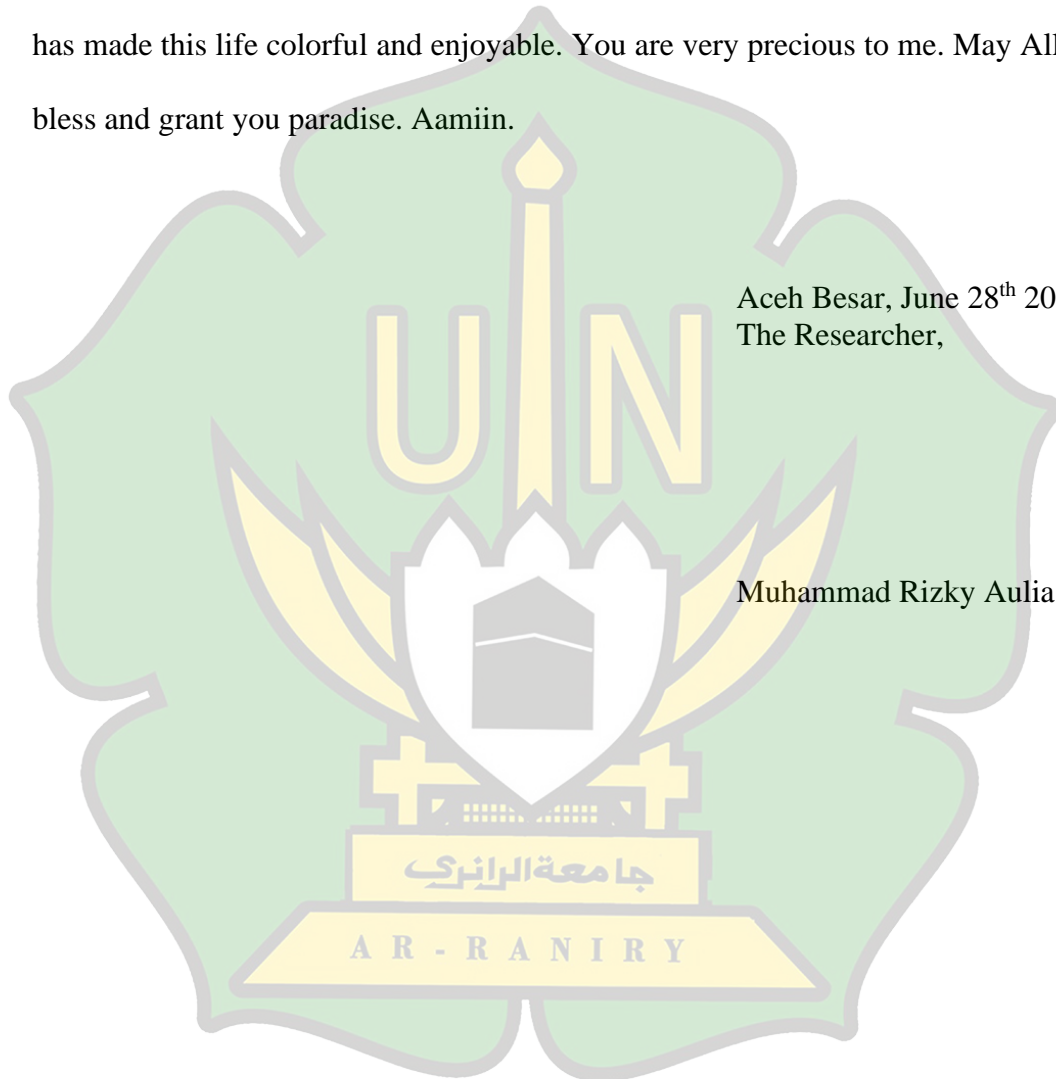 has made this life colorful and enjoyable. You are very precious to me. May All
bless and grant you paradise. Aamiin.
Aceh Besar, June 28th 20
The Researcher,
UIN
Muhammad Rizky Aulia
جامعة الرانري
AR-RANIRY